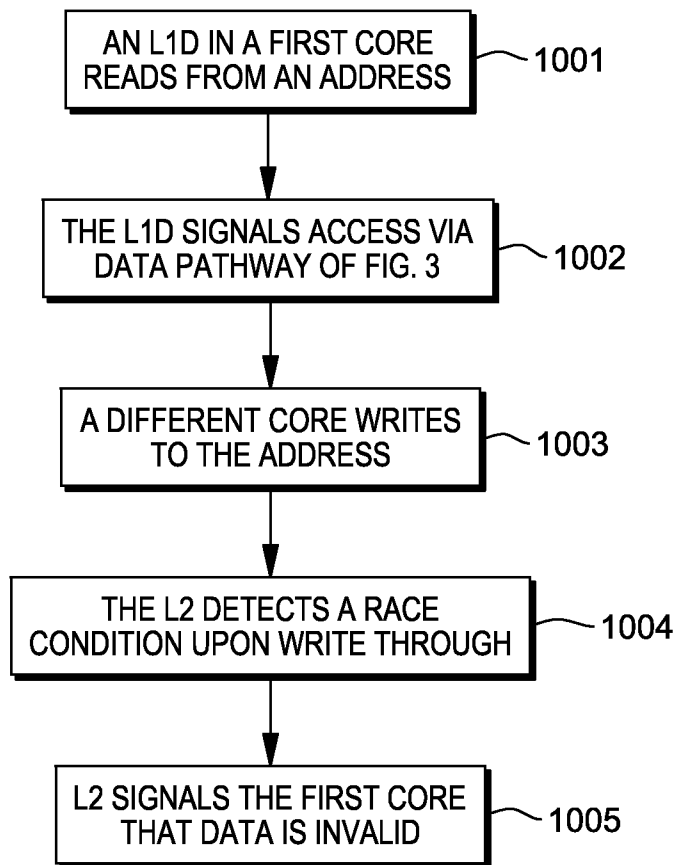 AN L1D IN A FIRST CORE
READS FROM AN ADDRESS
1001
THE L1D SIGNALS ACCESS VIA
DATA PATHWAY OF FIG. 3
1002
A DIFFERENT CORE WRITES
TO THE ADDRESS
1003
THE L2 DETECTS A RACE
CONDITION UPON WRITE THROUGH
1004
L2 SIGNALS THE FIRST CORE
THAT DATA IS INVALID
1005